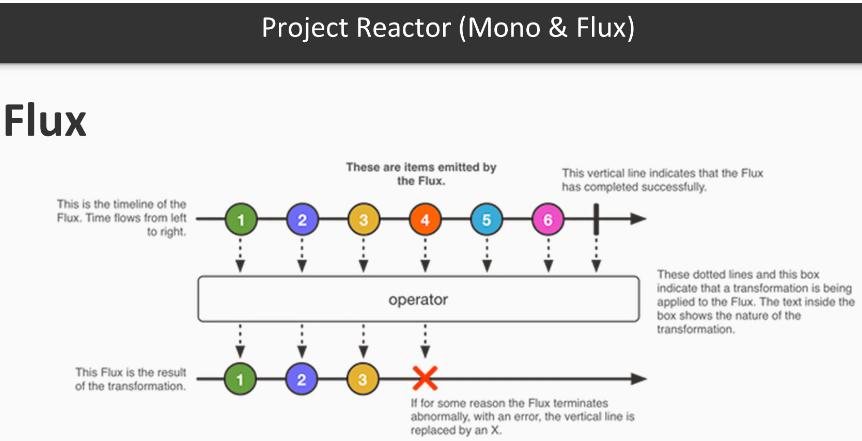 Project Reactor (Mono & Flux)
Flux
These are items emitted by
the Flux.
This vertical line indicates that the Flux
has completed successfully.
This is the timeline of the
Flux. Time flows from left
to right.
1 2 3 4 5 6
operator
These dotted lines and this box
indicate that a transformation is being
applied to the Flux. The text inside the
box shows the nature of the
transformation.
This Flux is the result
of the transformation.
1 2 3
If for some reason the Flux terminates
abnormally, with an error, the vertical line is
replaced by an X.